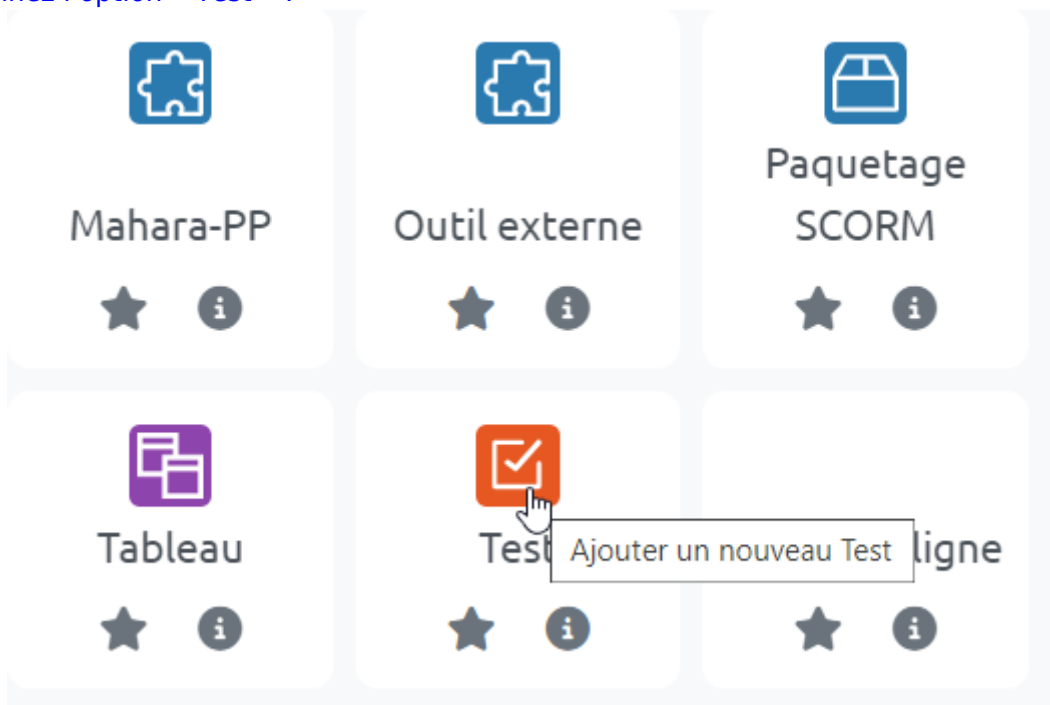 Mahara-PP
Outil externe
Paquetage
SCORM
Tableau
Test
Ajouter un nouveau Test
ligne